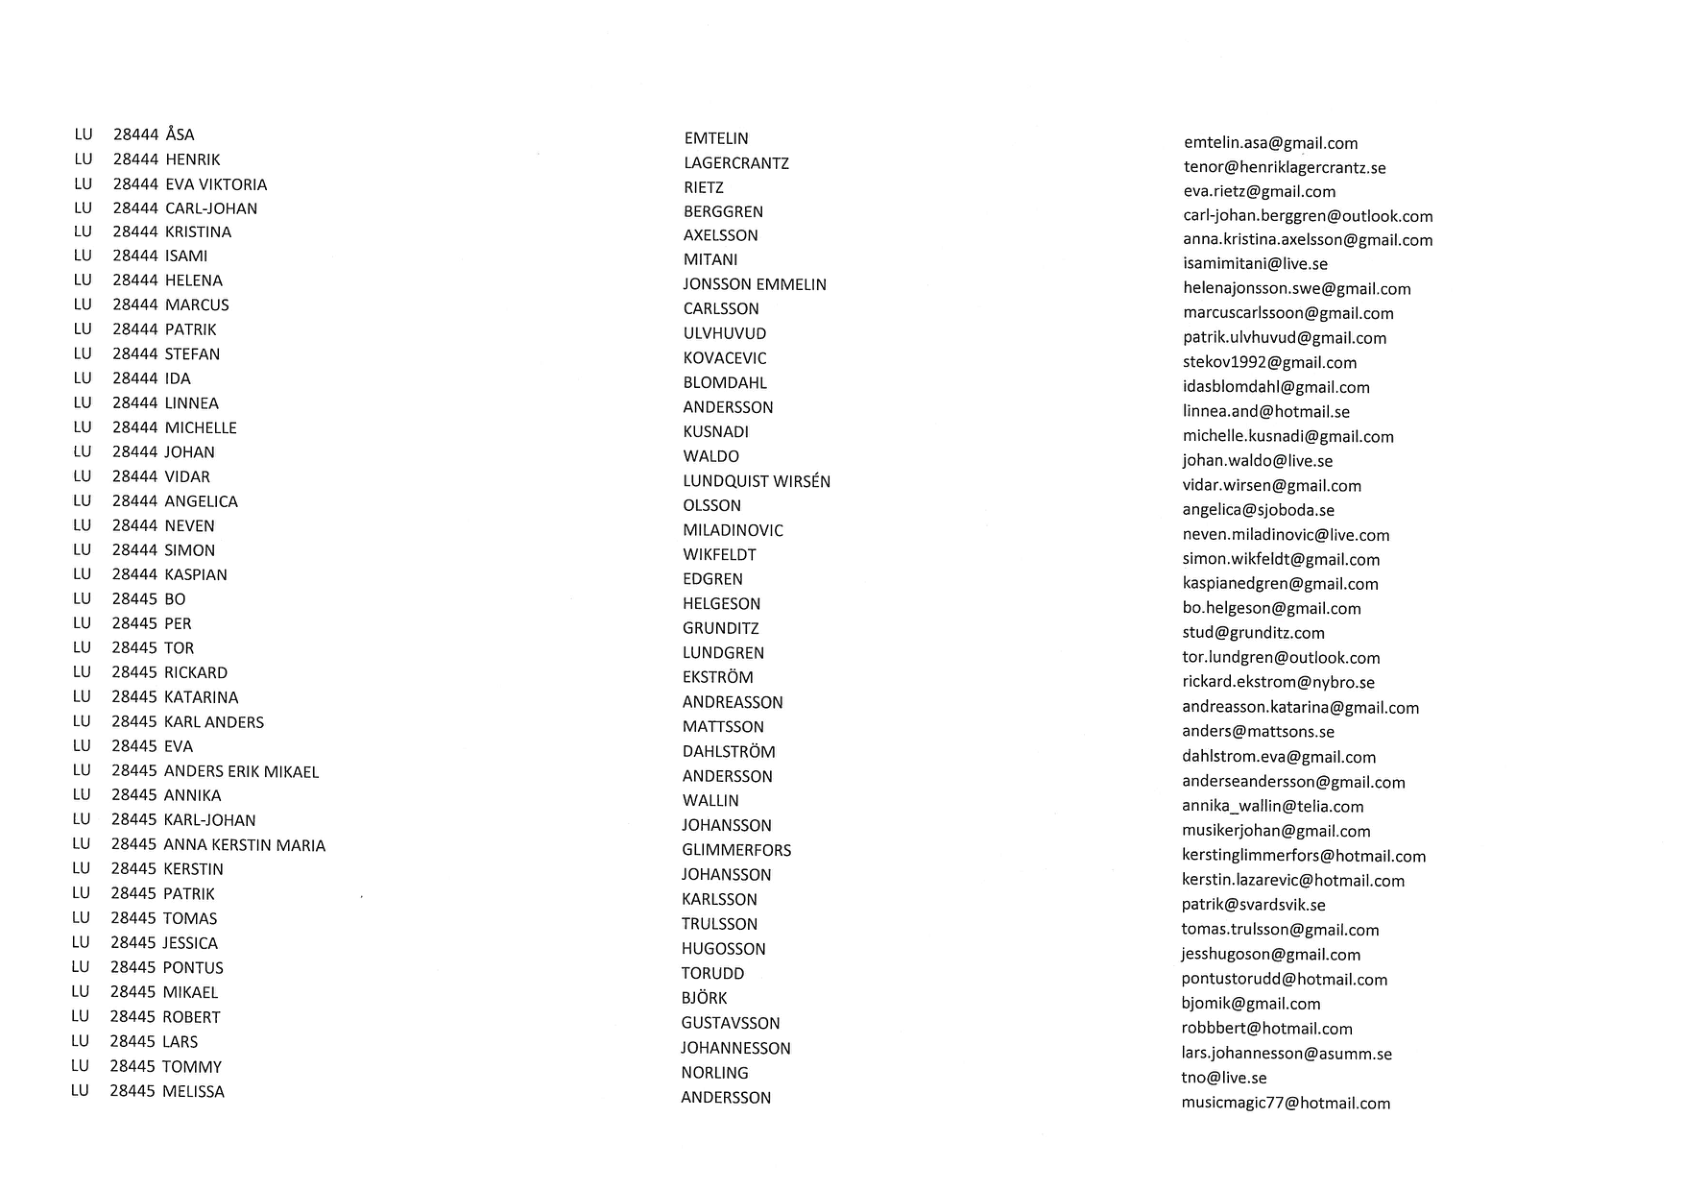 LU 28444 ÅSA EMTELIN emtelin.asa@gmail.com
LU 28444 HENRIK LAGERCRANTZ tenor@henriklagercrantz.se
LU 28444 EVA VIKTORIA RIETZ eva.rietz@gmail.com
LU 28444 CARL-JOHAN BERGGREN carl-johan.berggren@outlook.com
LU 28444 KRISTINA AXELSSON anna.kristina.axelsson@gmail.com
LU 28444 ISAMI MITANI isamimitani@live.se
LU 28444 HELENA JONSSON EMMELIN helenajonsson.swe@gmail.com
LU 28444 MARCUS CARLSSON marcuscarlssoon@gmail.com
LU 28444 PATRIK ULVHUVUD patrik.ulvhuvud@gmail.com
LU 28444 STEFAN KOVACEVIC stekov1992@gmail.com
LU 28444 IDA BLOMDAHL idasblomdahl@gmail.com
LU 28444 LINNEA ANDERSSON linnea.and@hotmail.se
LU 28444 MICHELLE KUSNADI michelle.kusnadi@gmail.com
LU 28444 JOHAN WALDO johan.waldo@live.se
LU 28444 VIDAR LUNDQUIST WIRSÉN vidar.wirsen@gmail.com
LU 28444 ANGELICA OLSSON angelica@sjoboda.se
LU 28444 NEVEN MILADINOVIC neven.miladinovic@live.com
LU 28444 SIMON WIKFELDT simon.wikfeldt@gmail.com
LU 28444 KASPIAN EDGREN kaspianedgren@gmail.com
LU 28445 BO HELGESON bo.helgeson@gmail.com
LU 28445 PER GRUNDITZ stud@grunditz.com
LU 28445 TOR LUNDGREN tor.lundgren@outlook.com
LU 28445 RICKARD EKSTRÖM rickard.ekstrom@nybro.se
LU 28445 KATARINA ANDREASSON andreasson.katarina@gmail.com
LU 28445 KARL ANDERS MATTSSON anders@mattsons.se
LU 28445 EVA DAHLSTRÖM dahlstrom.eva@gmail.com
LU 28445 ANDERS ERIK MIKAEL ANDERSSON anderseandersson@gmail.com
LU 28445 ANNIKA WALLIN annika_wallin@telia.com
LU 28445 KARL-JOHAN JOHANSSON musikerjohan@gmail.com
LU 28445 ANNA KERSTIN MARIA GLIMMERFORS kerstinglimmerfors@hotmail.com
LU 28445 KERSTIN JOHANSSON kerstin.lazarevic@hotmail.com
LU 28445 PATRIK KARLSSON patrik@svardsvik.se
LU 28445 TOMAS TRULSSON tomas.trulsson@gmail.com
LU 28445 JESSICA HUGOSSON jesshugoson@gmail.com
LU 28445 PONTUS TORUDD pontustorudd@hotmail.com
LU 28445 MIKAEL BJÖRK bjomik@gmail.com
LU 28445 ROBERT GUSTAVSSON robbbert@hotmail.com
LU 28445 LARS JOHANNESSON lars.johannesson@asumm.se
LU 28445 TOMMY NORLING tno@live.se
LU 28445 MELISSA ANDERSSON musicmagic77@hotmail.com